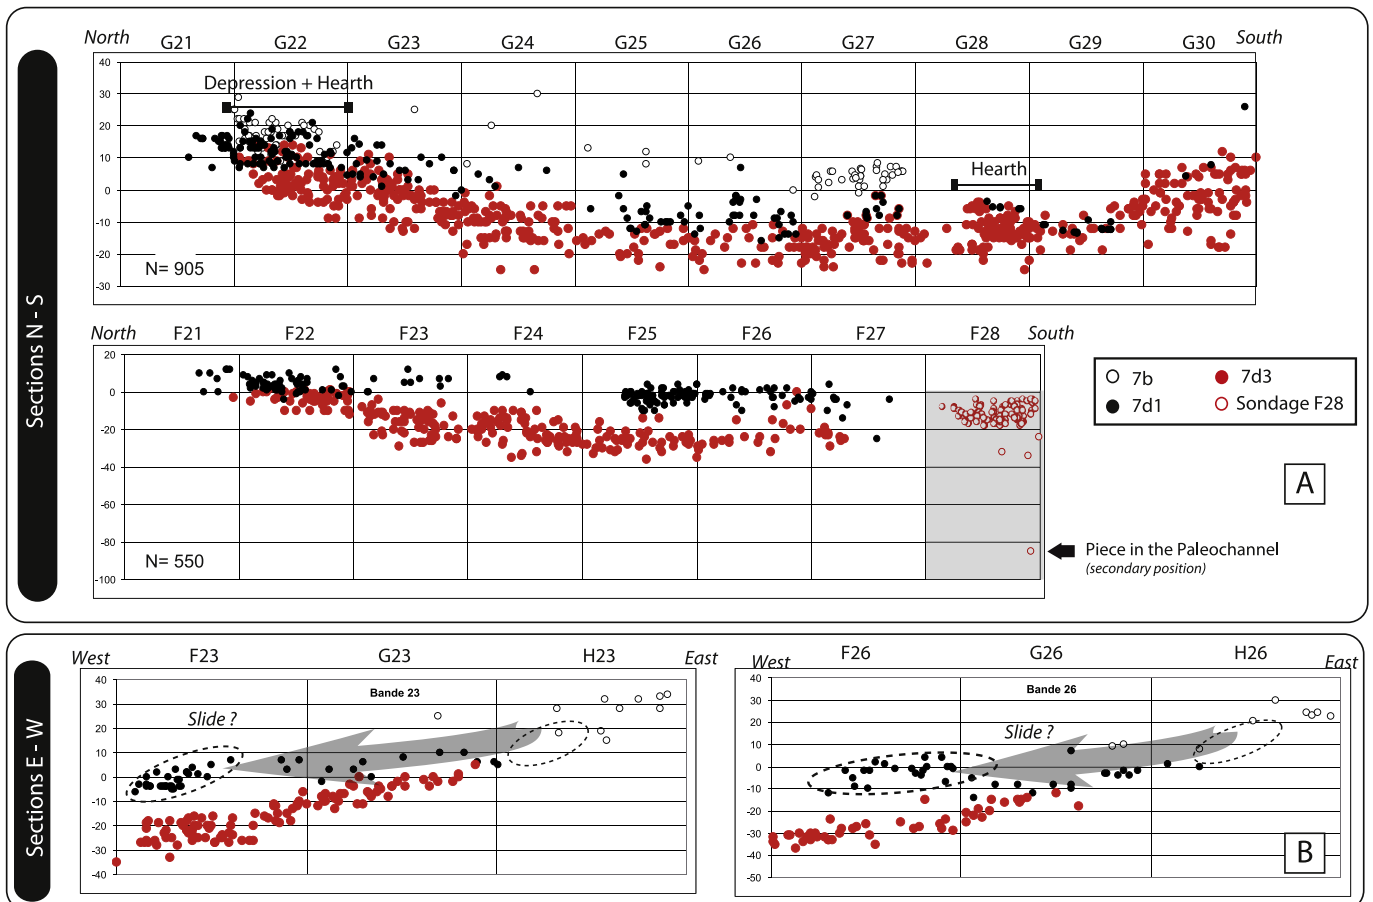 Sections N - S
North G21 G22 G23 G24 G25 G26 G27 G28 G29 G30 South
40
Depression + Hearth
30
20
10
Hearth
0
-10
-20
N= 905
-30
North F21 F22 F23 F24 F25 F26 F27 F28 South
20
0
-20
-40
-60
-80
N= 550
-100
7b 7d3
7d1 Sondage F28
A
Piece in the Paleochannel
(secondary position)
Sections E - W
West F23 G23 H23 East
40
Bande 23
30
Slide ?
20
10
0
-10
-20
-30
-40
West F26 G26 H26 East
40
Bande 26
30
20
Slide ?
10
0
-10
-20
-30
-40
-50
B